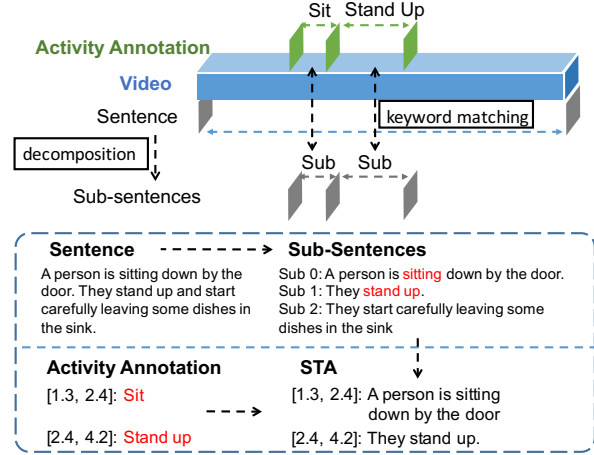 Sit Stand Up
Activity Annotation
Video
Sentence
keyword matching
decomposition
Sub Sub
Sub-sentences
Sentence
A person is sitting down by the
door. They stand up and start
carefully leaving some dishes in
the sink.
Sub-Sentences
Sub 0: A person is sitting down by the door.
Sub 1: They stand up.
Sub 2: They start carefully leaving some
dishes in the sink
Activity Annotation
[1.3, 2.4]: Sit
[2.4, 4.2]: Stand up
STA
[1.3, 2.4]: A person is sitting
down by the door
[2.4, 4.2]: They stand up.